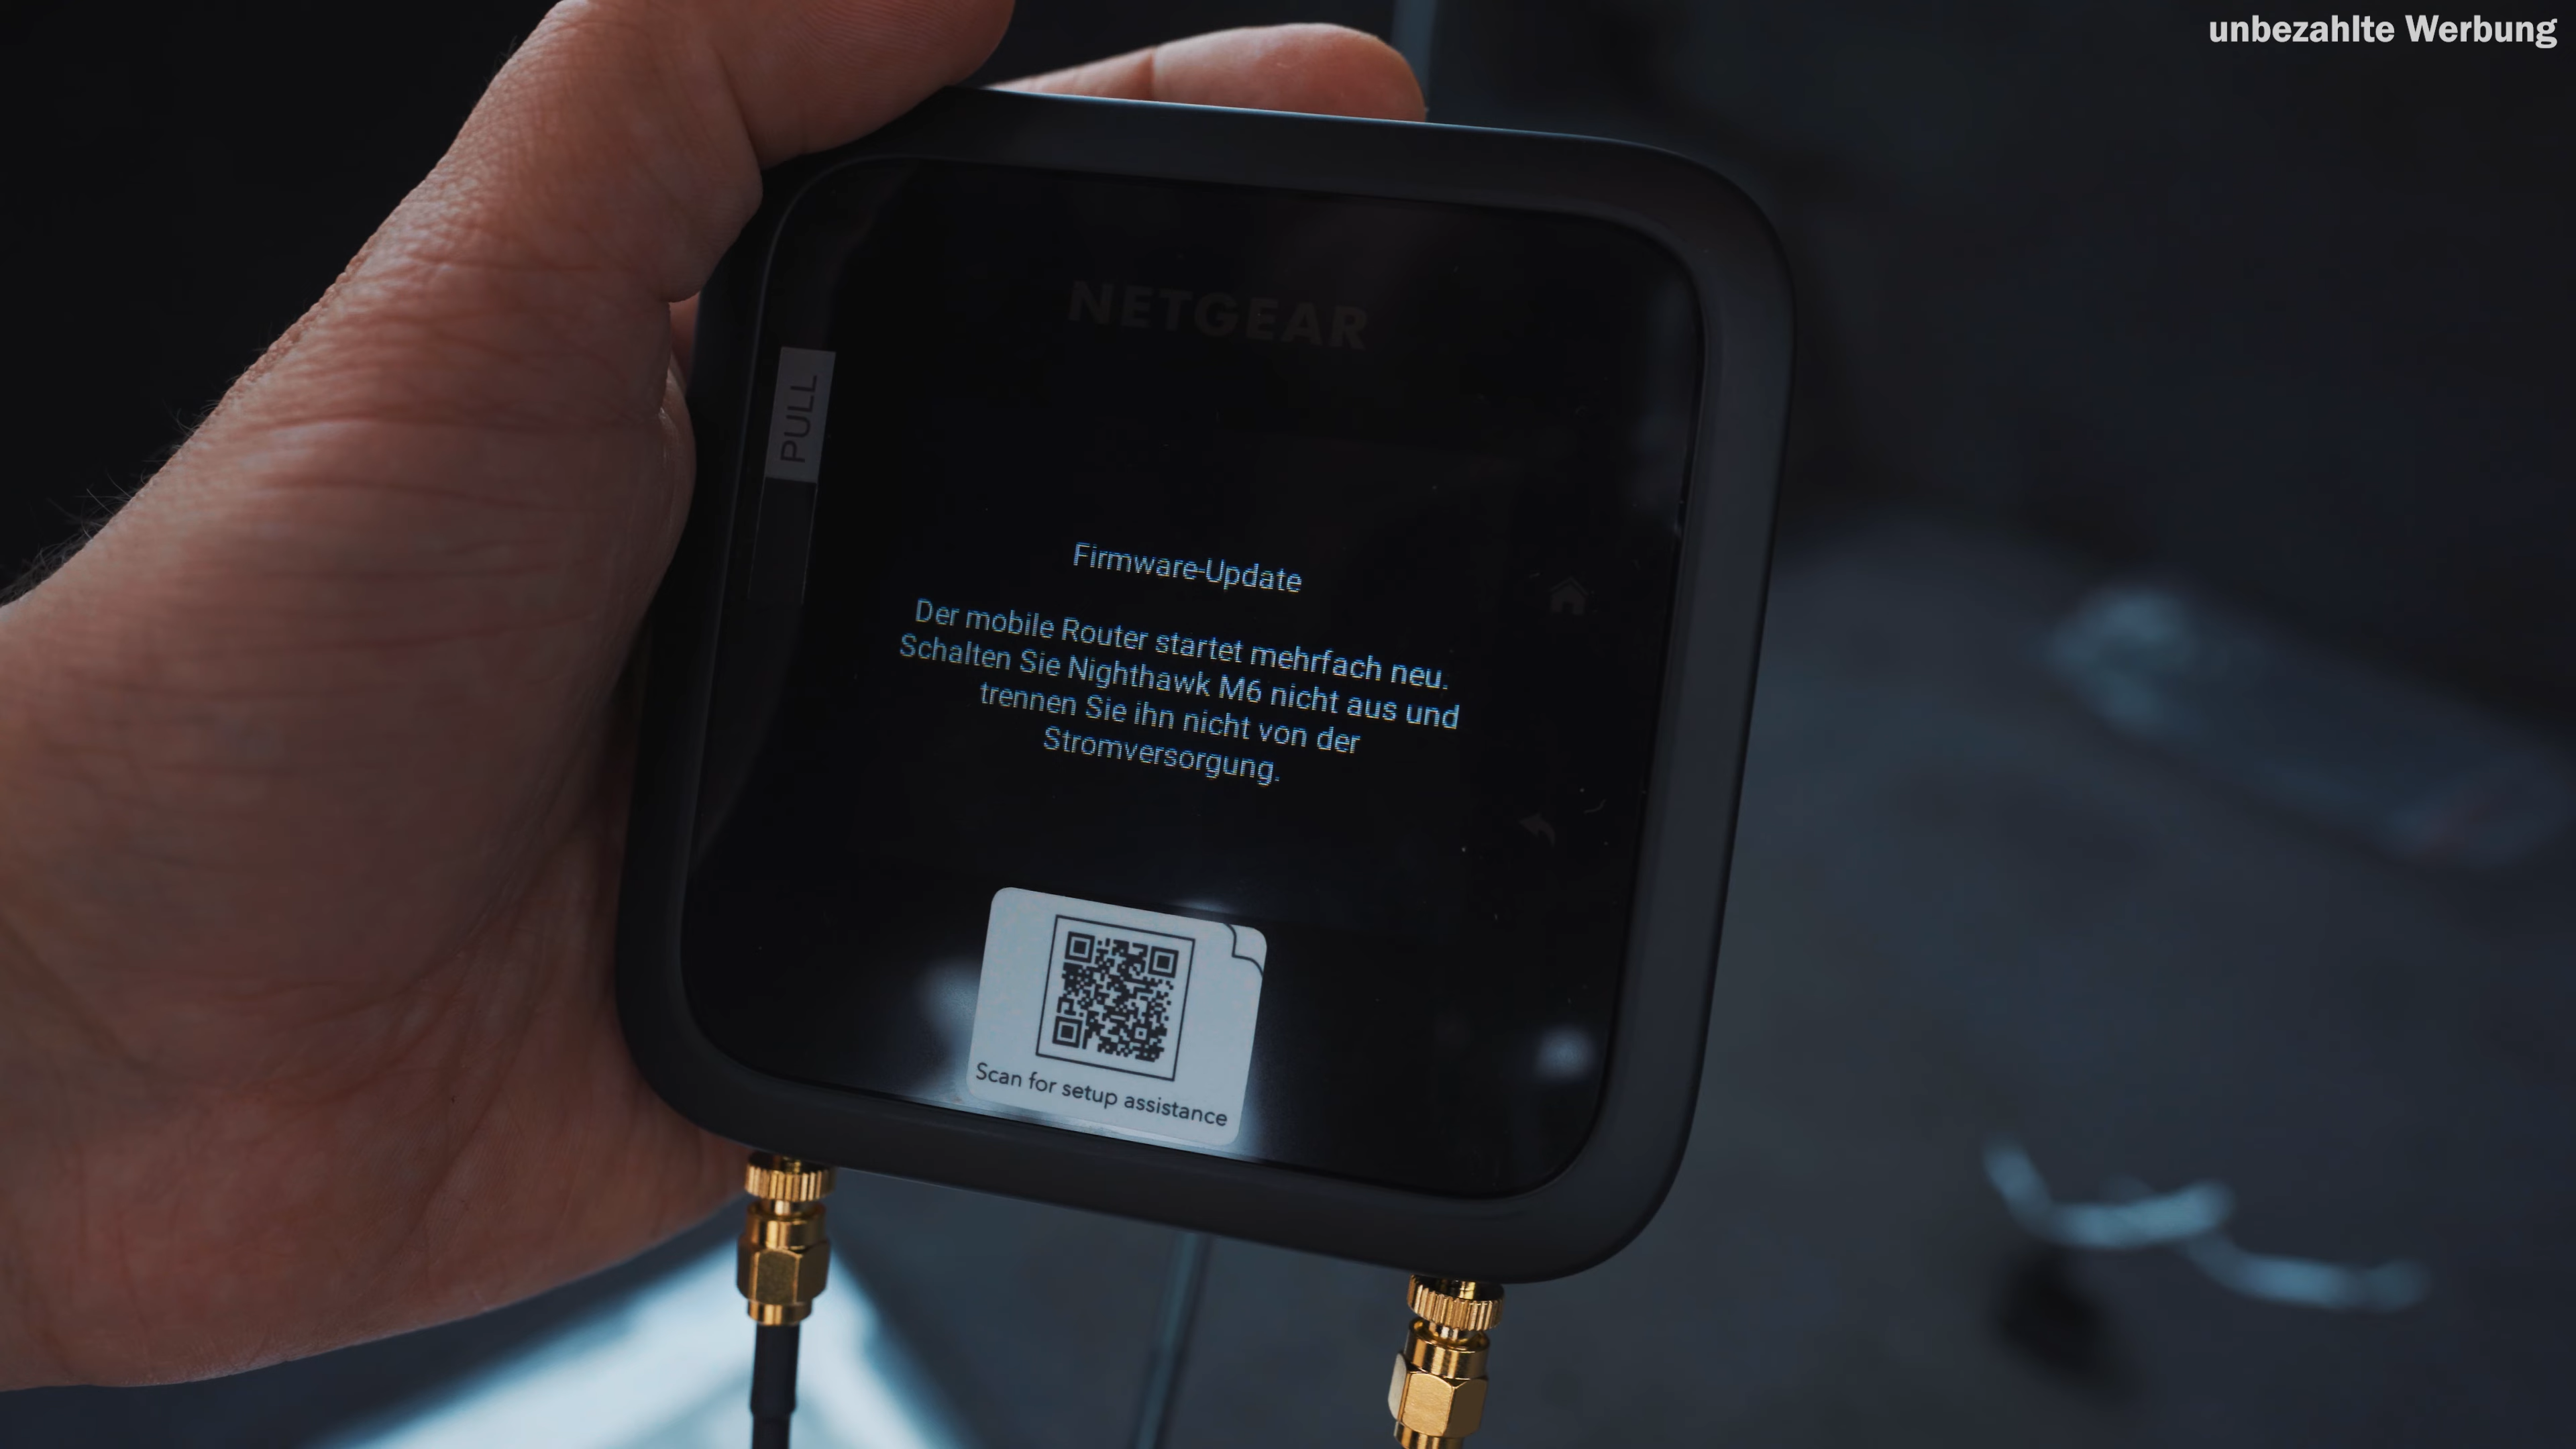 unbezahlte Werbung
NETGEAR
PULL
Firmware-Update
Der mobile Router startet mehrfach neu.
Schalten Sie Nighthawk M6 nicht aus und
trennen Sie ihn nicht von der
Stromversorgung.
Scan for setup assistance